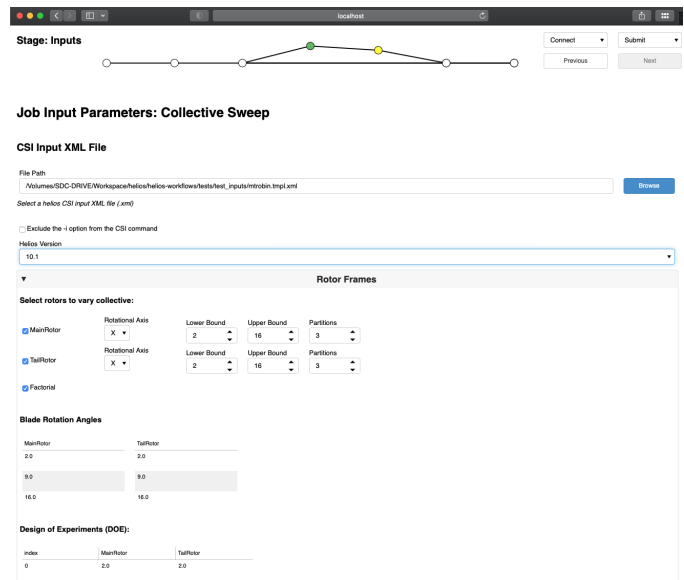 localhost
Stage: Inputs
Connect
Submit
Previous
Next
Job Input Parameters: Collective Sweep
CSI Input XML File
File Path
/Volumes/SDC-DRIVE/Workspace/helios/helios-workflows/tests/test_inputs/mtrobin.tmpl.xml
Browse
Select a helios CSI input XML file (.xml)
Exclude the -i option from the CSI command
Helios Version
10.1
Rotor Frames
Select rotors to vary collective:
Rotational Axis Lower Bound Upper Bound Partitions
MainRotor X 2 16 3
Rotational Axis Lower Bound Upper Bound Partitions
TailRotor X 2 16 3
Factorial
Blade Rotation Angles
MainRotor TailRotor
2.0 2.0
9.0 9.0
16.0 16.0
Design of Experiments (DOE):
index MainRotor TailRotor
0 2.0 2.0